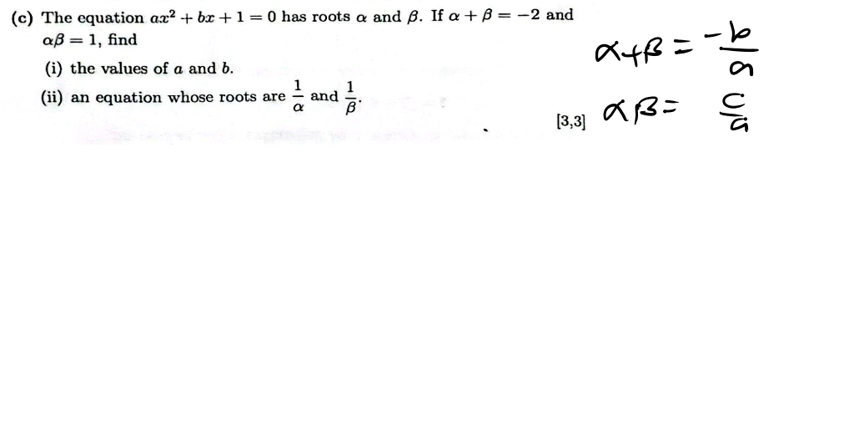 (c) The equation ax² + bx + 1 = 0 has roots α and β. If α + β = −2 and
αβ = 1, find
(i) the values of a and b.
(ii) an equation whose roots are 1/α and 1/β.
[3,3]
α+β = -b/a
αβ = c/a